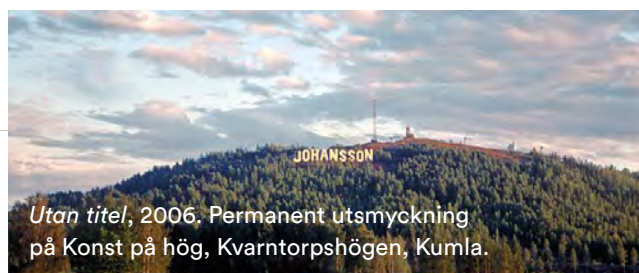 JOHANSSON
Utan titel, 2006. Permanent utsmyckning
på Konst på hög, Kvarntorpshögen, Kumla.